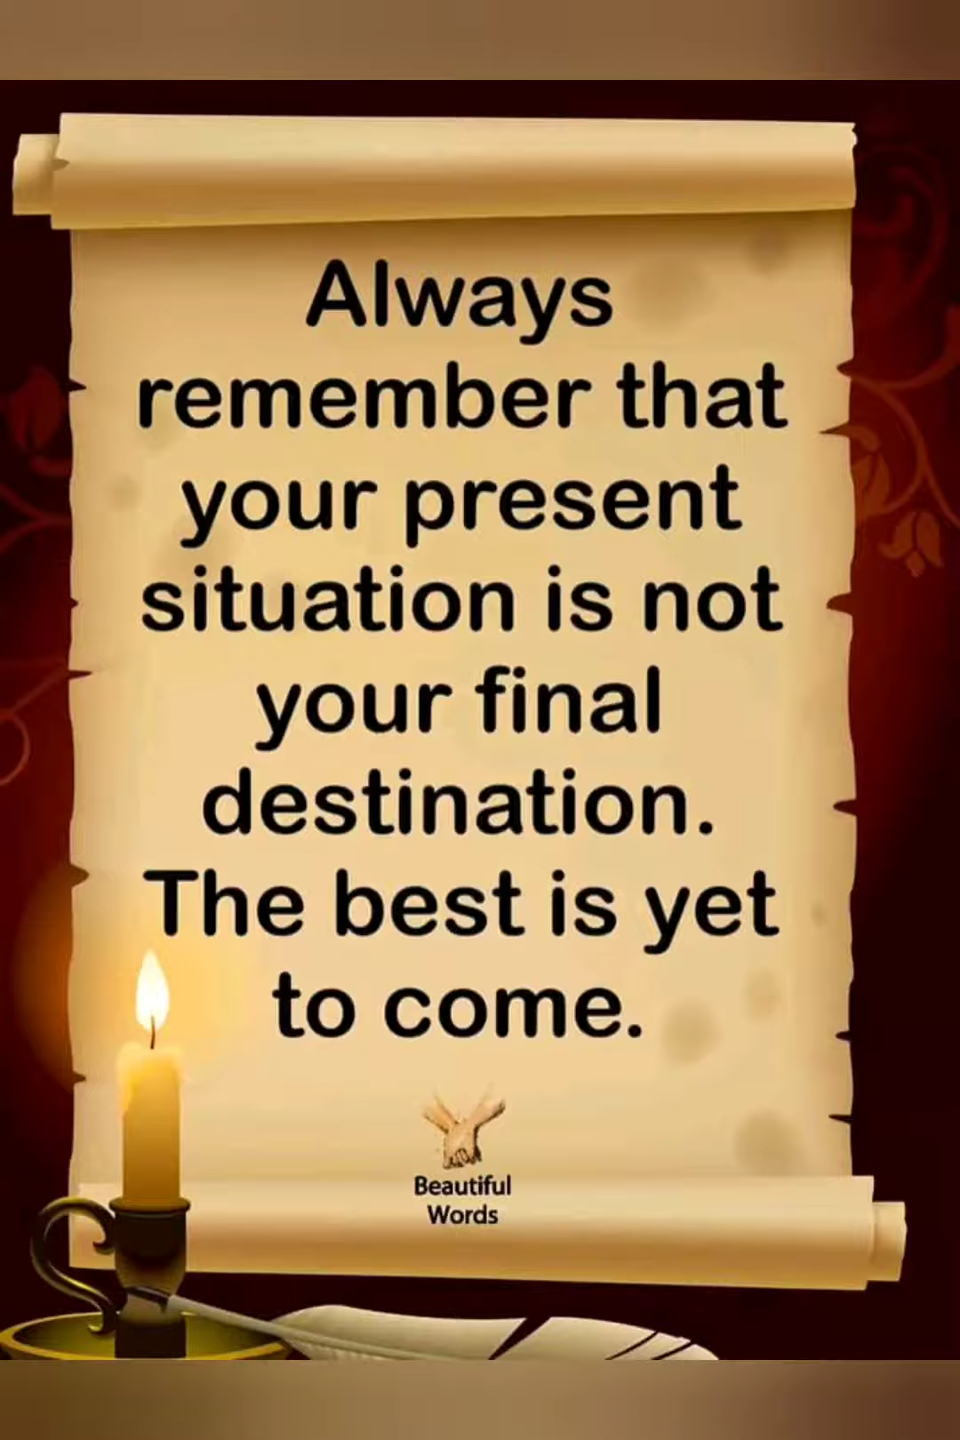 Always
remember that
your present
situation is not
your final
destination.
The best is yet
to come.
Beautiful
Words